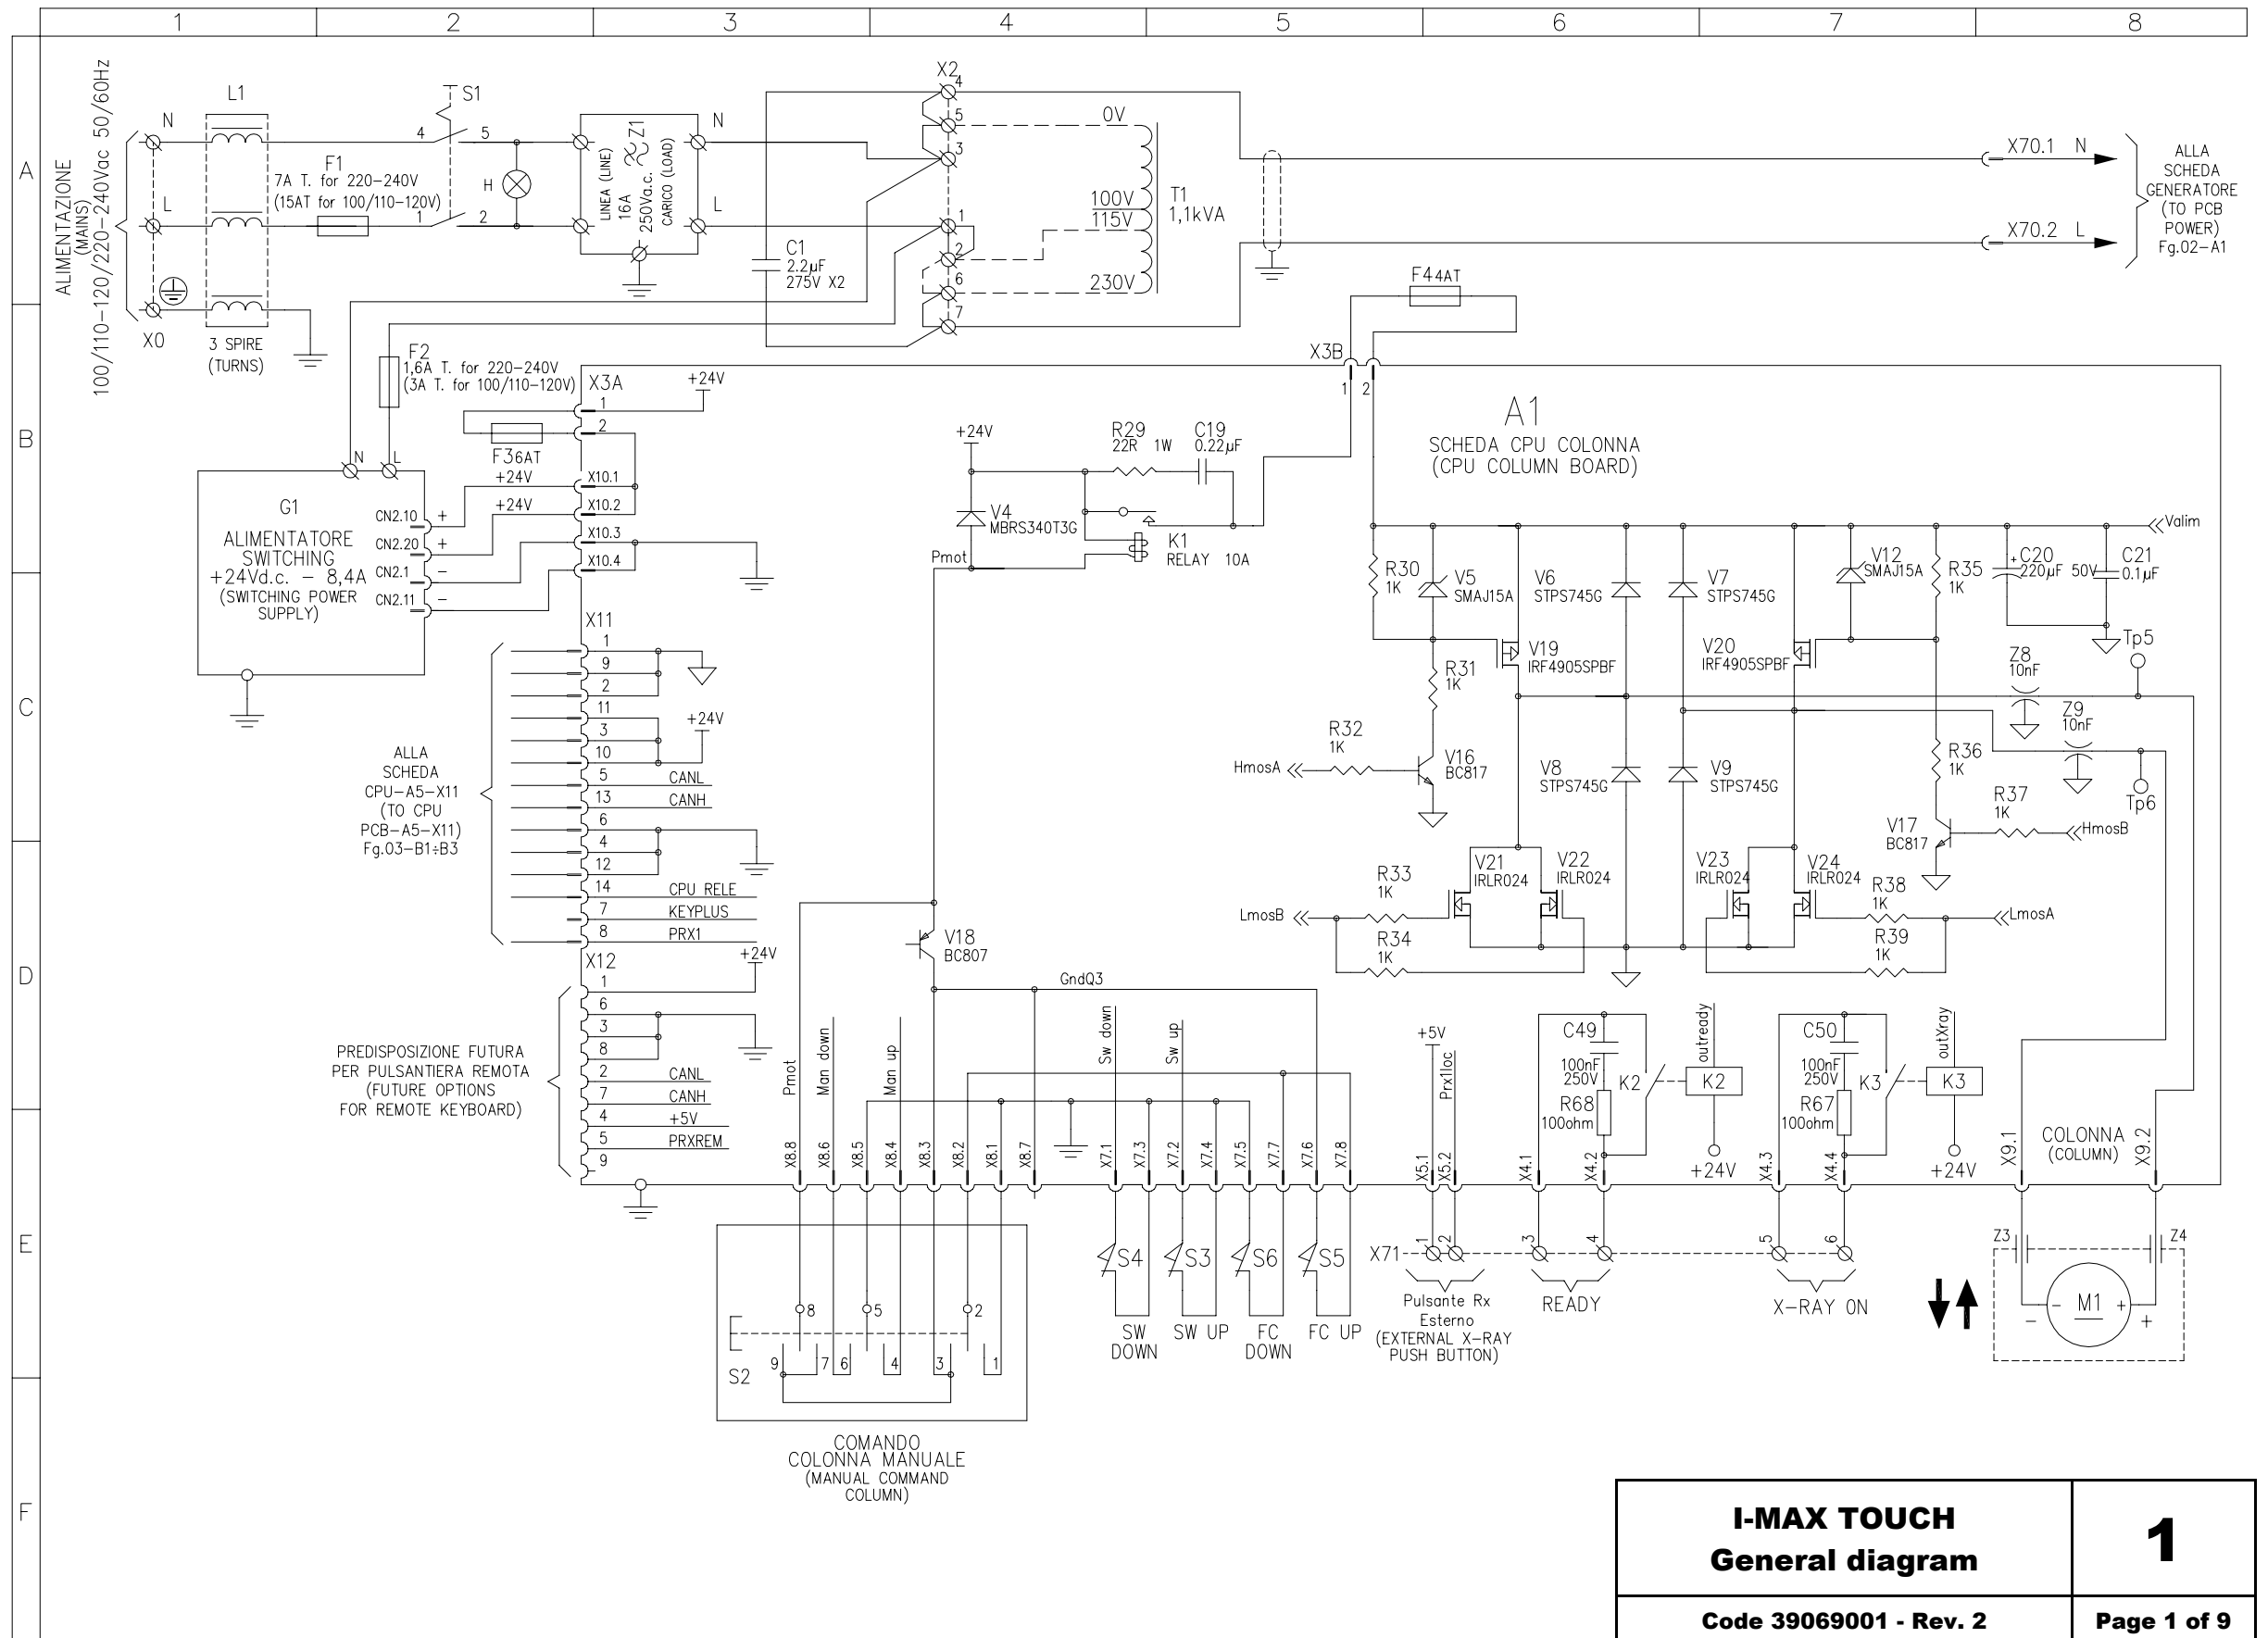 1 2 3 4 5 6 7 8
A
B
C
D
E
F
ALIMENTAZIONE
(MAINS)
100/110-120/220-240Vac 50/60Hz
N
L
X0
L1
3 SPIRE
(TURNS)
F1
7A T. for 220-240V
(15AT for 100/110-120V)
S1
4 5
1 2
H
LINEA (LINE)
16A
250Va.c.
Z1
CARICO (LOAD)
N
L
C1
2.2µF
275V X2
X2
4
5
3
1
2
6
7
0V
100V
115V
230V
T1
1,1kVA
X70.1 N
X70.2 L
ALLA
SCHEDA
GENERATORE
(TO PCB
POWER)
Fg.02-A1
F2
1,6A T. for 220-240V
(3A T. for 100/110-120V)
F3 6AT
F4 4AT
X3A
1
2
+24V
X3B
1 2
N L
G1
ALIMENTATORE
SWITCHING
+24Vd.c. - 8,4A
(SWITCHING POWER
SUPPLY)
CN2.10 +
CN2.20 +
CN2.1 -
CN2.11 -
+24V
+24V
X10.1
X10.2
X10.3
X10.4
X11
1
9
2
11
3
10
5 CANL
13 CANH
6
4
12
14 CPU RELE
7 KEYPLUS
8 PRX1
+24V
ALLA
SCHEDA
CPU-A5-X11
(TO CPU
PCB-A5-X11)
Fg.03-B1÷B3
X12
1
6
3
8
2 CANL
7 CANH
4 +5V
5 PRXREM
9
+24V
PREDISPOSIZIONE FUTURA
PER PULSANTIERA REMOTA
(FUTURE OPTIONS
FOR REMOTE KEYBOARD)
+24V
R29
22R 1W
C19
0.22µF
V4
MBRS340T3G
Pmot
K1
RELAY 10A
A1
SCHEDA CPU COLONNA
(CPU COLUMN BOARD)
Valim
R30
1K
V5
SMAJ15A
V6
STPS745G
V7
STPS745G
V12
SMAJ15A
R35
1K
C20
+
220µF 50V
C21
0.1µF
V19
IRF4905SPBF
V20
IRF4905SPBF
R31
1K
Z8
10nF
Tp5
Z9
10nF
Tp6
R32
1K
HmosA
V16
BC817
V8
STPS745G
V9
STPS745G
R36
1K
R37
1K
HmosB
V17
BC817
V21
IRLR024
V22
IRLR024
V23
IRLR024
V24
IRLR024
R33
1K
R34
1K
LmosB
R38
1K
R39
1K
LmosA
V18
BC807
GndQ3
Pmot
Man down
Man up
Sw down
Sw up
+5V
Prx1loc
C49
100nF
250V
R68
100ohm
K2
outready
K2
+24V
C50
100nF
250V
R67
100ohm
K3
outXray
K3
+24V
COLONNA
(COLUMN)
X8.8
X8.6
X8.5
X8.4
X8.3
X8.2
X8.1
X8.7
X7.1
X7.3
X7.2
X7.4
X7.5
X7.7
X7.6
X7.8
X5.1
X5.2
X4.1
X4.2
X4.3
X4.4
X9.1
X9.2
S4 S3 S6 S5
SW
DOWN
SW UP
FC
DOWN
FC UP
X71
1 2 3 4 5 6
Pulsante Rx
Esterno
(EXTERNAL X-RAY
PUSH BUTTON)
READY
X-RAY ON
Z3 Z4
- M1 +
- +
8 5 2
9 7 6 4 3 1
S2
COMANDO
COLONNA MANUALE
(MANUAL COMMAND
COLUMN)
I-MAX TOUCH
General diagram
1
Code 39069001 - Rev. 2
Page 1 of 9